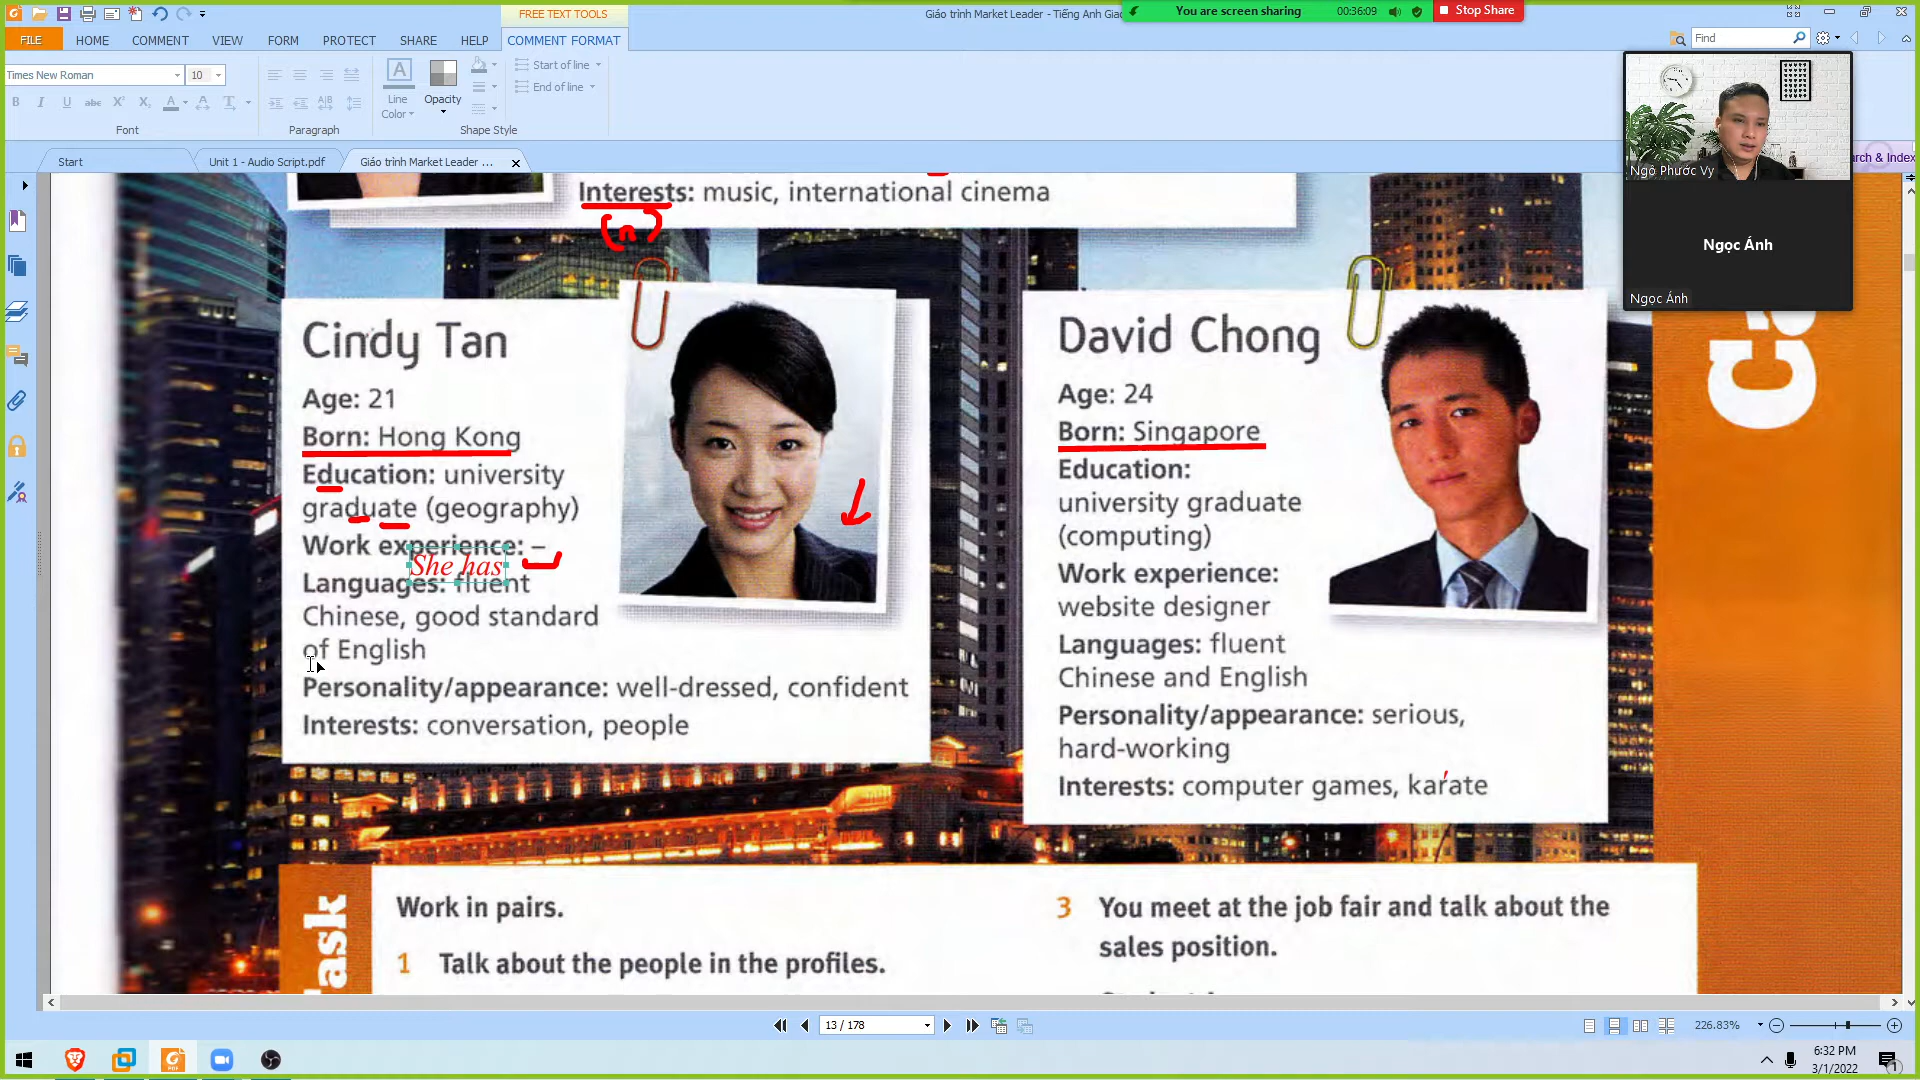 FREE TEXT TOOLS
Giáo trình Market Leader - Tiếng Anh Giao
You are screen sharing
00:36:09
Stop Share
FILE
HOME
COMMENT
VIEW
FORM
PROTECT
SHARE
HELP
COMMENT FORMAT
Find
Times New Roman
10
Line
Color
Opacity
Start of line
End of line
Font
Paragraph
Shape Style
Start
Unit 1 - Audio Script.pdf
Giáo trình Market Leader ...
rch & Index
Ngô Phước Vy
Ngọc Ánh
Ngọc Ánh
Interests: music, international cinema
(n)
Cindy Tan
Age: 21
Born: Hong Kong
Education: university
graduate (geography)
Work experience: –
She has
Languages: fluent
Chinese, good standard
of English
Personality/appearance: well-dressed, confident
Interests: conversation, people
David Chong
Age: 24
Born: Singapore
Education:
university graduate
(computing)
Work experience:
website designer
Languages: fluent
Chinese and English
Personality/appearance: serious,
hard-working
Interests: computer games, karate
Work in pairs.
1 Talk about the people in the profiles.
3 You meet at the job fair and talk about the
sales position.
13 / 178
226.83%
6:32 PM
3/1/2022